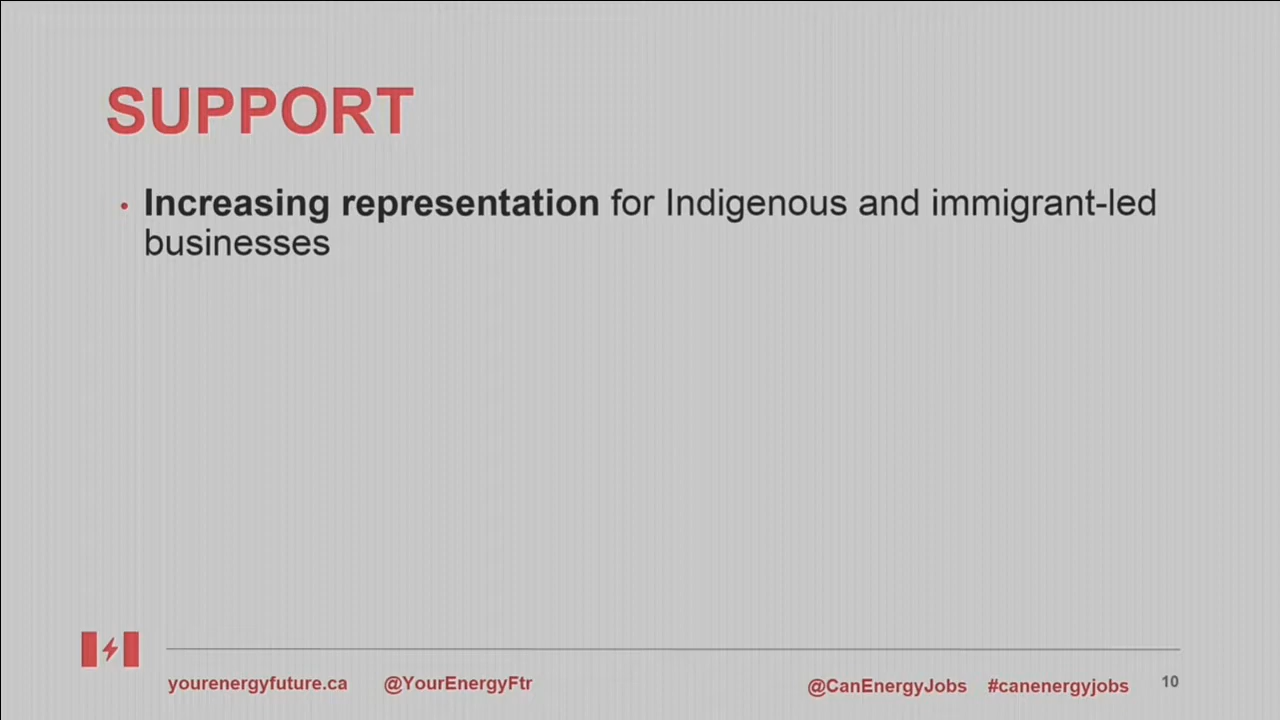 SUPPORT
• Increasing representation for Indigenous and immigrant-led
businesses
yourenergyfuture.ca @YourEnergyFtr @CanEnergyJobs #canenergyjobs 10